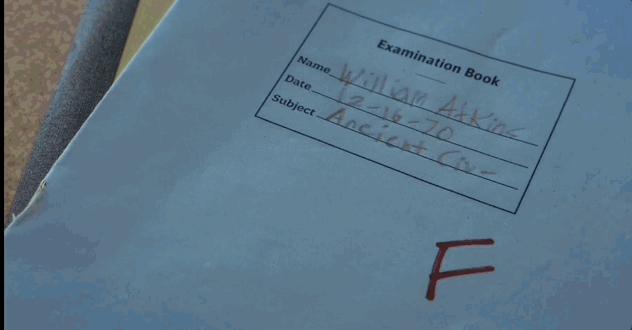 Examination Book
Name William Atkins
Date 12-16-70
Subject Ancient Civ-
F